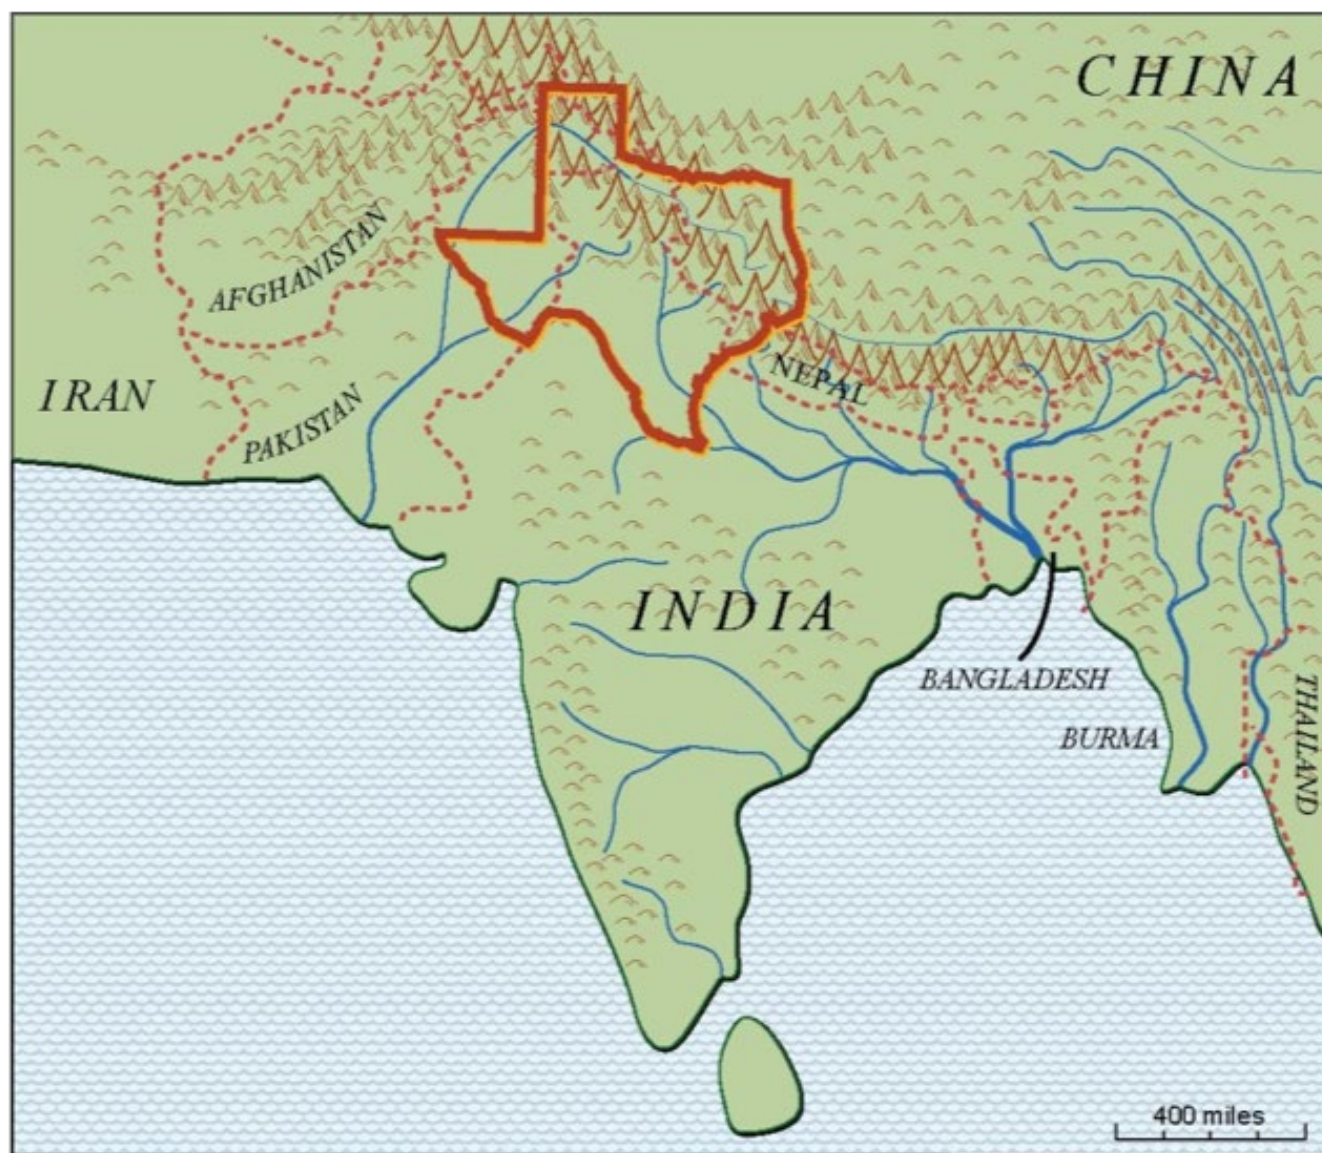 CHINA
AFGHANISTAN
IRAN
PAKISTAN
NEPAL
INDIA
BANGLADESH
BURMA
THAILAND
400 miles